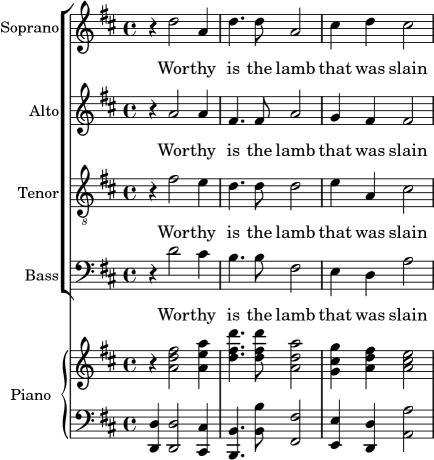 Soprano
Worthy is the lamb that was slain
Alto
Worthy is the lamb that was slain
Tenor
8
Worthy is the lamb that was slain
Bass
Worthy is the lamb that was slain
Piano